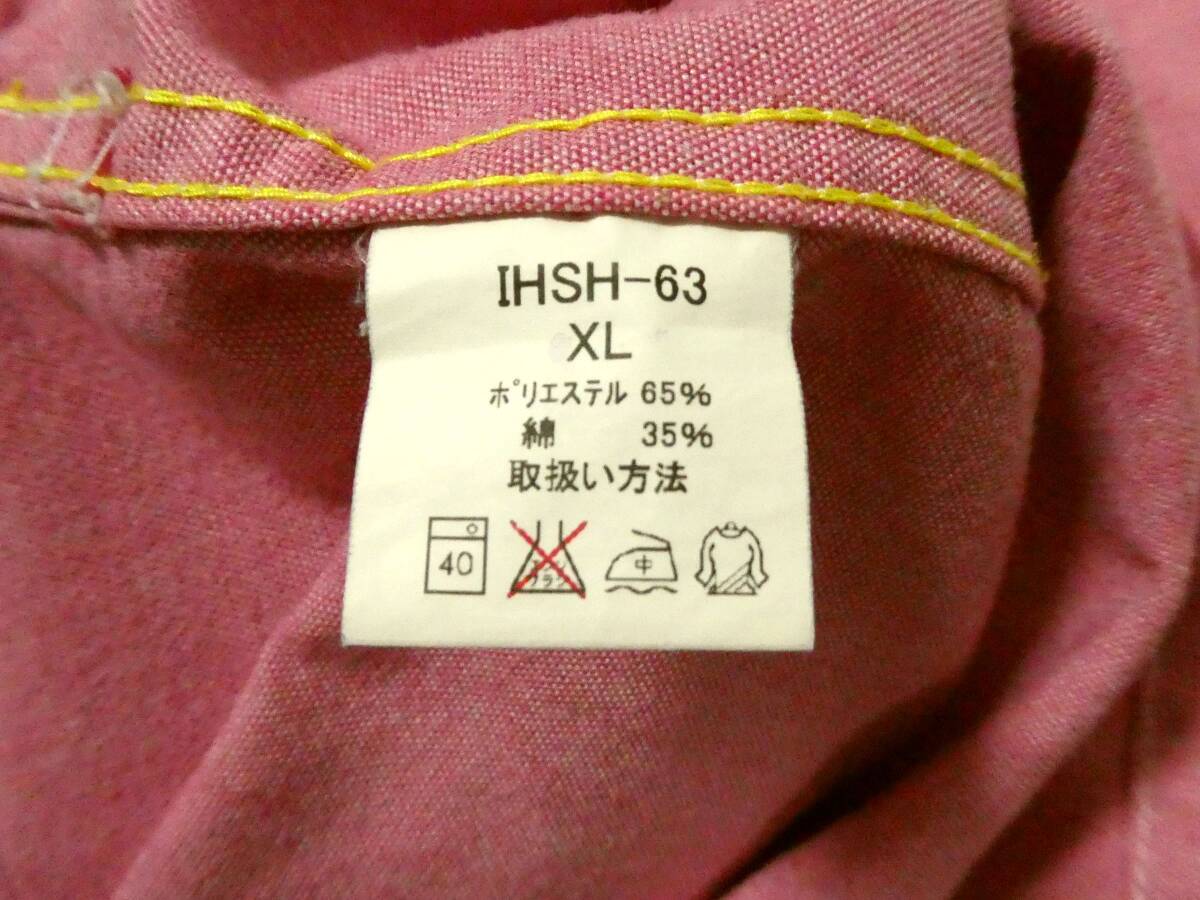 IHSH-63
XL
ポリエステル 65%
綿 35%
取扱い方法
40
中